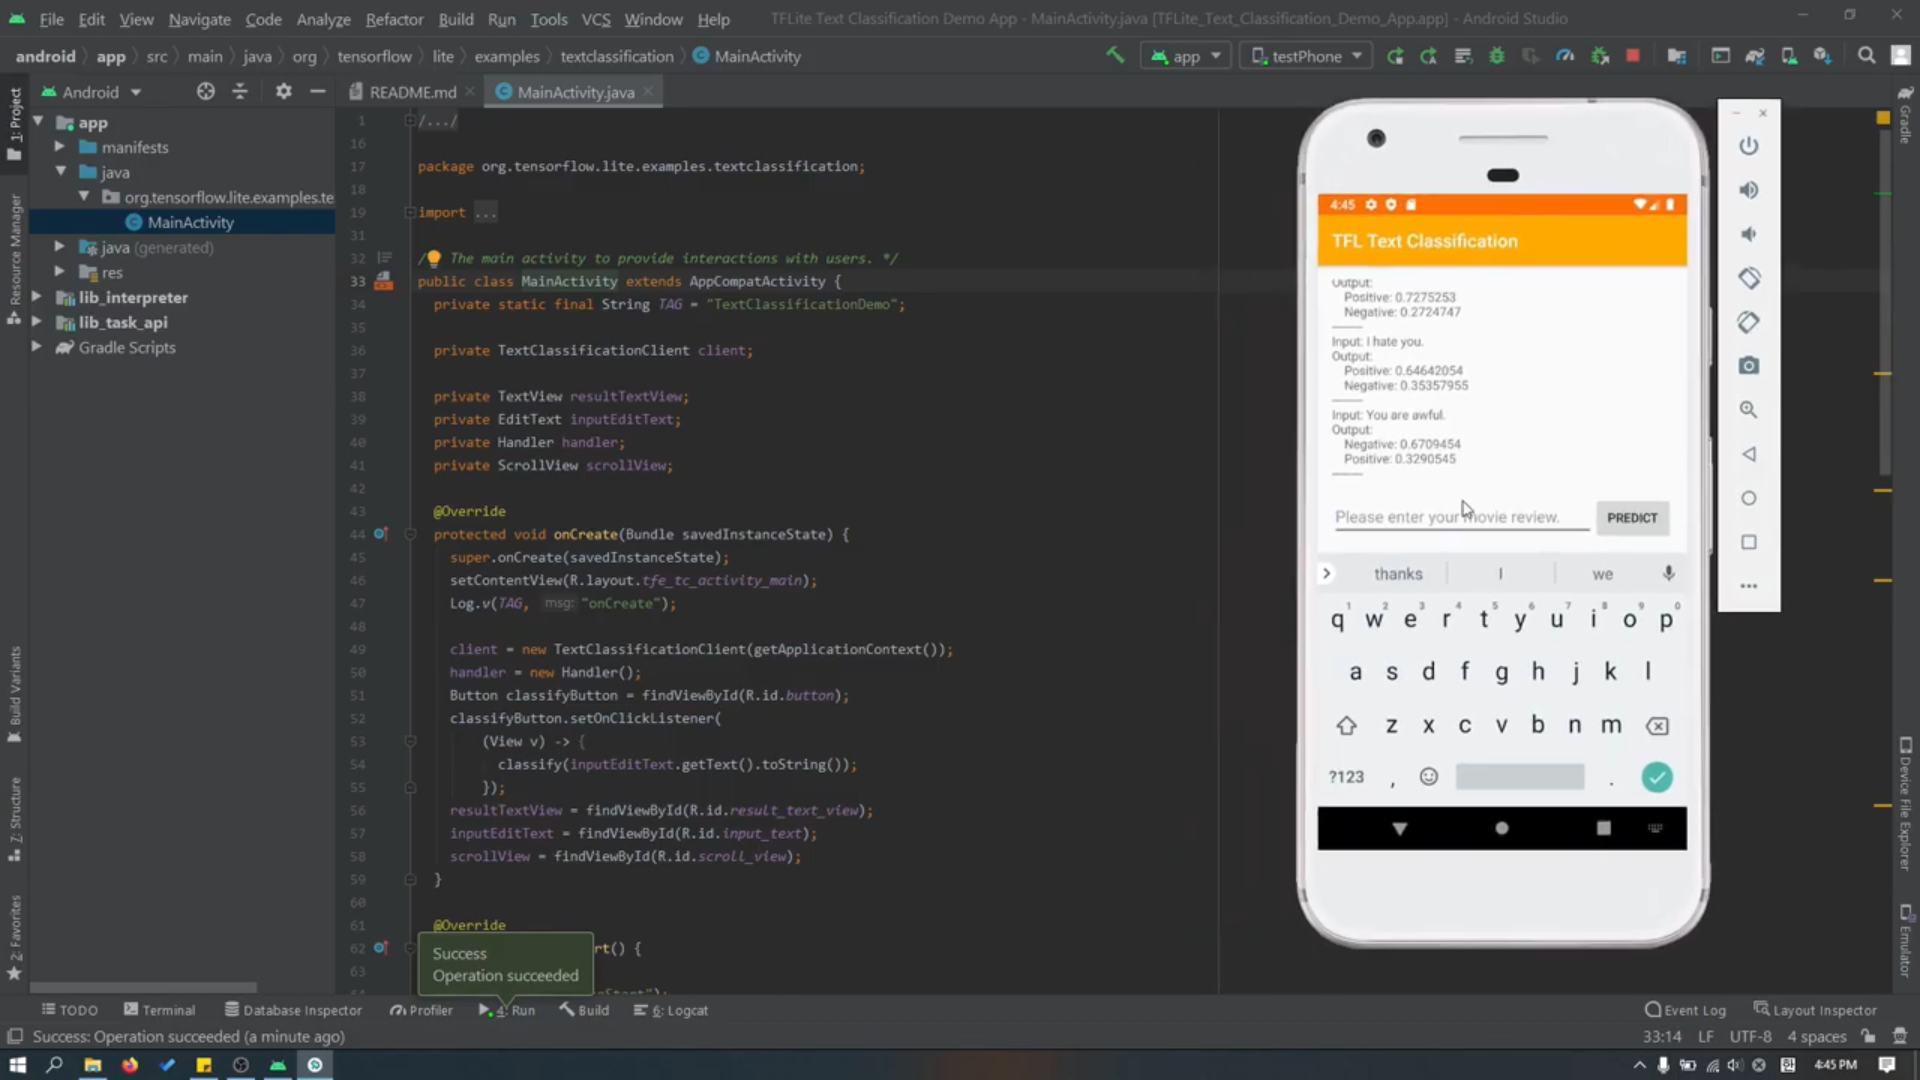 File Edit View Navigate Code Analyze Refactor Build Run Tools VCS Window Help
TFLite Text Classification Demo App - MainActivity.java [TFLite_Text_Classification_Demo_App.app] - Android Studio
android app src main java org tensorflow lite examples textclassification MainActivity
app testPhone
1: Project
Resource Manager
Build Variants
7: Structure
2: Favorites
Android
app
manifests
java
org.tensorflow.lite.examples.te
MainActivity
java (generated)
res
lib_interpreter
lib_task_api
Gradle Scripts
README.md MainActivity.java
1 /.../
16
17 package org.tensorflow.lite.examples.textclassification;
18
19 import ...
31
32 /** The main activity to provide interactions with users. */
33 public class MainActivity extends AppCompatActivity {
34 private static final String TAG = "TextClassificationDemo";
35
36 private TextClassificationClient client;
37
38 private TextView resultTextView;
39 private EditText inputEditText;
40 private Handler handler;
41 private ScrollView scrollView;
42
43 @Override
44 protected void onCreate(Bundle savedInstanceState) {
45 super.onCreate(savedInstanceState);
46 setContentView(R.layout.tfe_tc_activity_main);
47 Log.v(TAG, msg: "onCreate");
48
49 client = new TextClassificationClient(getApplicationContext());
50 handler = new Handler();
51 Button classifyButton = findViewById(R.id.button);
52 classifyButton.setOnClickListener(
53 (View v) -> {
54 classify(inputEditText.getText().toString());
55 });
56 resultTextView = findViewById(R.id.result_text_view);
57 inputEditText = findViewById(R.id.input_text);
58 scrollView = findViewById(R.id.scroll_view);
59 }
60
61 @Override
62 rt() {
63
Success
Operation succeeded
4:45
TFL Text Classification
Output:
Positive: 0.7275253
Negative: 0.2724747
Input: I hate you.
Output:
Positive: 0.64642054
Negative: 0.35357955
Input: You are awful.
Output:
Negative: 0.6709454
Positive: 0.3290545
Please enter your movie review. PREDICT
thanks I we
q1 w2 e3 r4 t5 y6 u7 i8 o9 p0
a s d f g h j k l
z x c v b n m
?123 , .
Gradle
Device File Explorer
Emulator
TODO Terminal Database Inspector Profiler 4: Run Build 6: Logcat Event Log Layout Inspector
Success: Operation succeeded (a minute ago) 33:14 LF UTF-8 4 spaces
4:45 PM